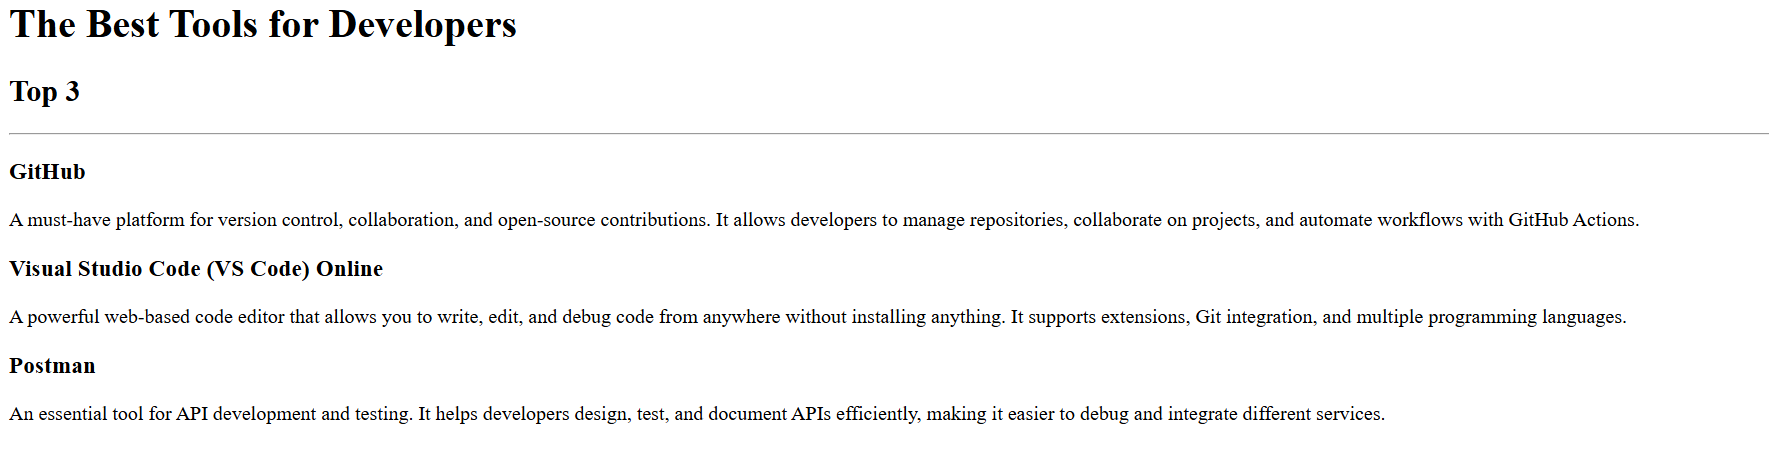 The Best Tools for Developers
Top 3
GitHub
A must-have platform for version control, collaboration, and open-source contributions. It allows developers to manage repositories, collaborate on projects, and automate workflows with GitHub Actions.
Visual Studio Code (VS Code) Online
A powerful web-based code editor that allows you to write, edit, and debug code from anywhere without installing anything. It supports extensions, Git integration, and multiple programming languages.
Postman
An essential tool for API development and testing. It helps developers design, test, and document APIs efficiently, making it easier to debug and integrate different services.